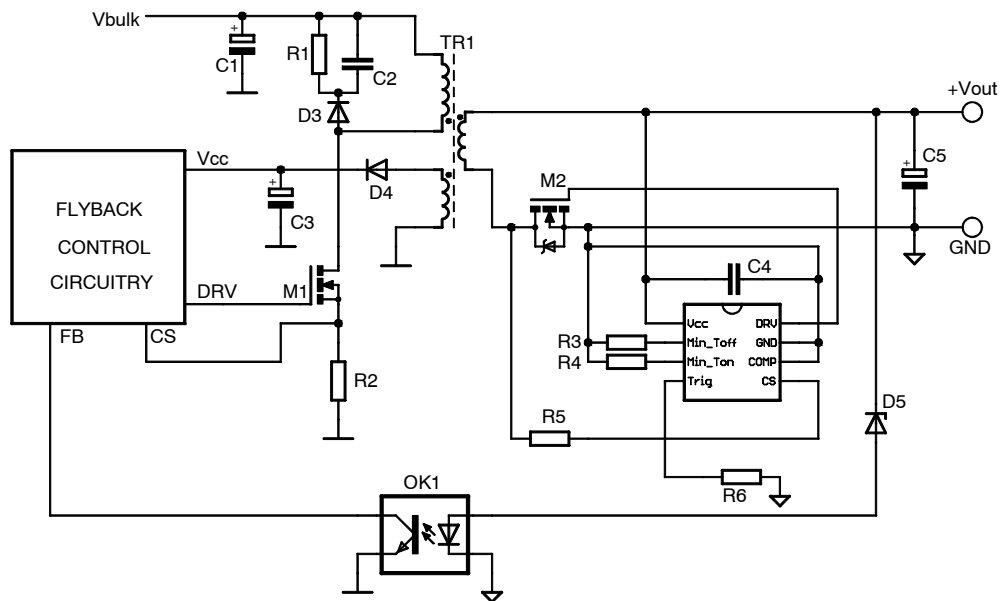 Vbulk
+
C1
R1
C2
TR1
D3
+Vout
+
C5
Vcc
D4
M2
FLYBACK
CONTROL
CIRCUITRY
+
C3
GND
C4
DRV
M1
Vcc
DRV
R3
Min_Toff
GND
R4
Min_Ton
COMP
Trig
CS
FB
CS
R2
R5
D5
R6
OK1